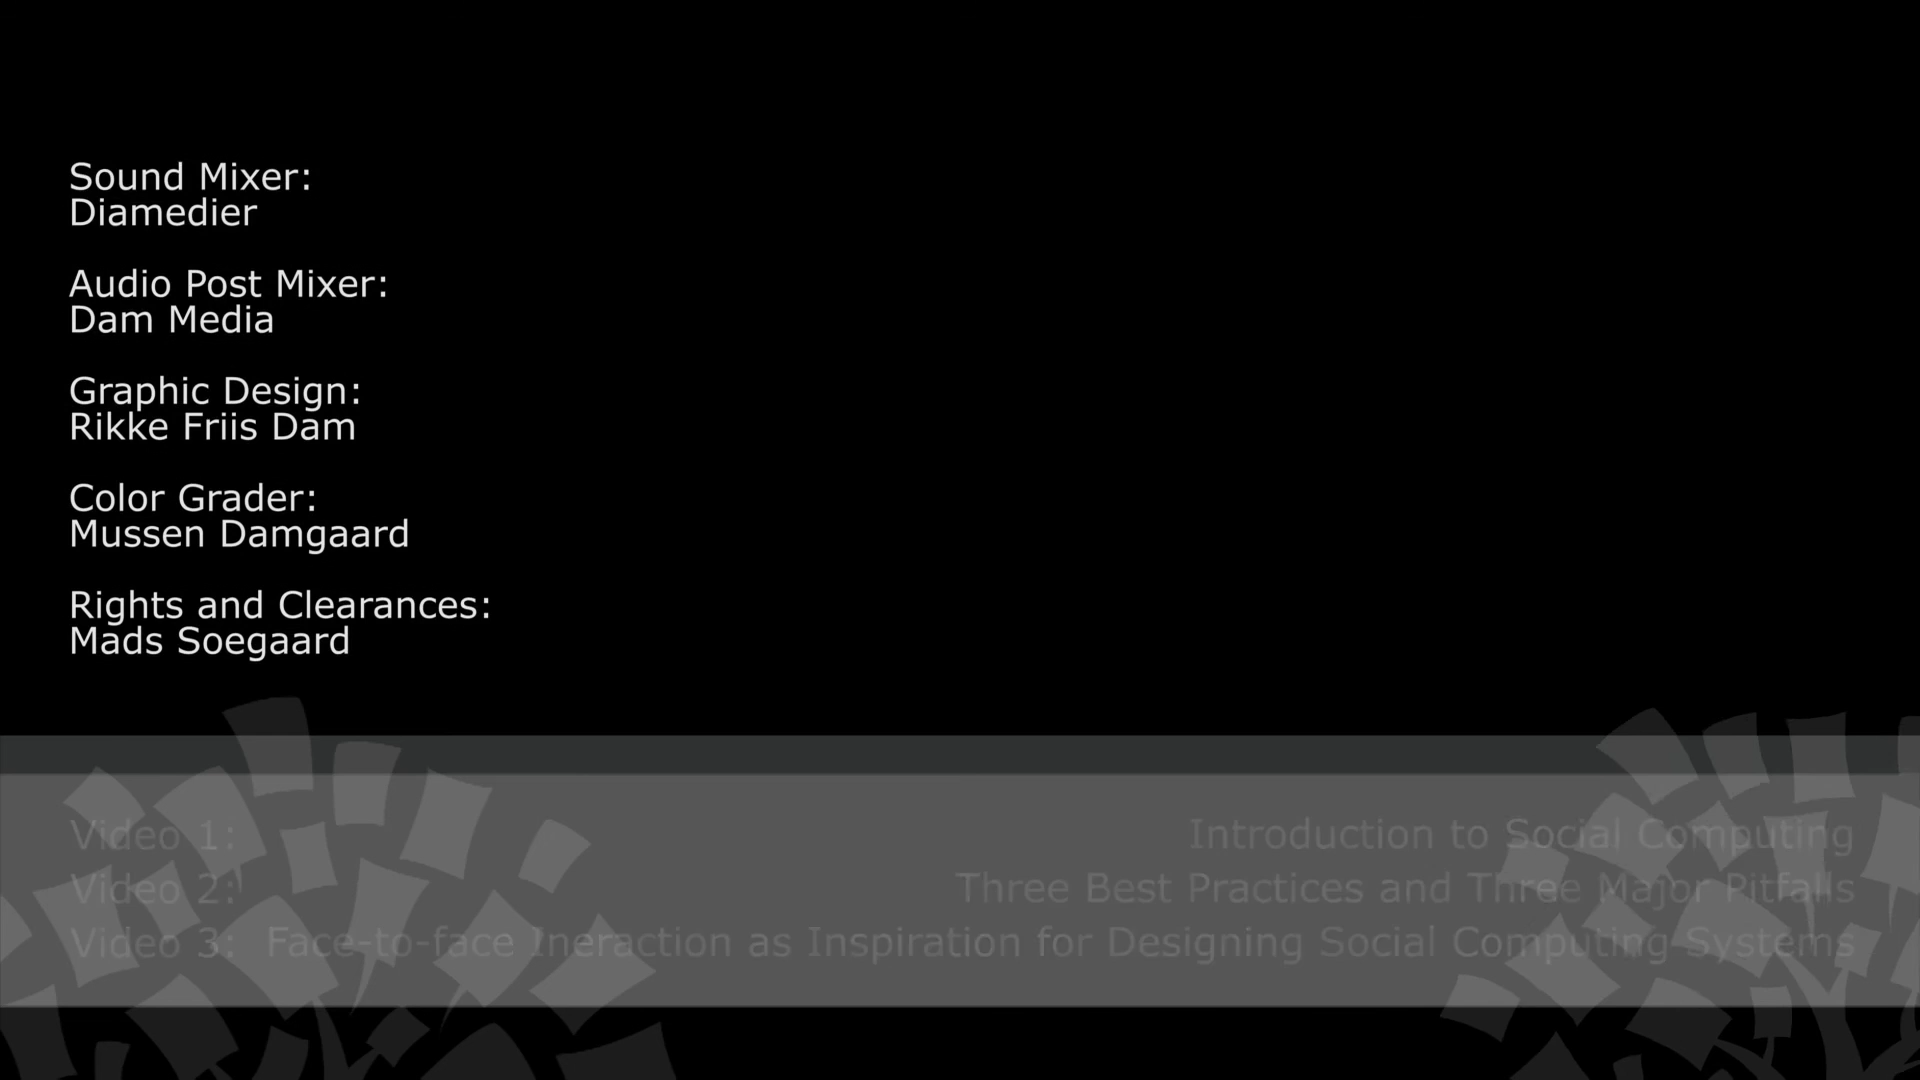 Sound Mixer:
Diamedier
Audio Post Mixer:
Dam Media
Graphic Design:
Rikke Friis Dam
Color Grader:
Mussen Damgaard
Rights and Clearances:
Mads Soegaard
Video 1: Introduction to Social Computing
Video 2: Three Best Practices and Three Major Pitfalls
Video 3: Face-to-face Ineraction as Inspiration for Designing Social Computing Systems